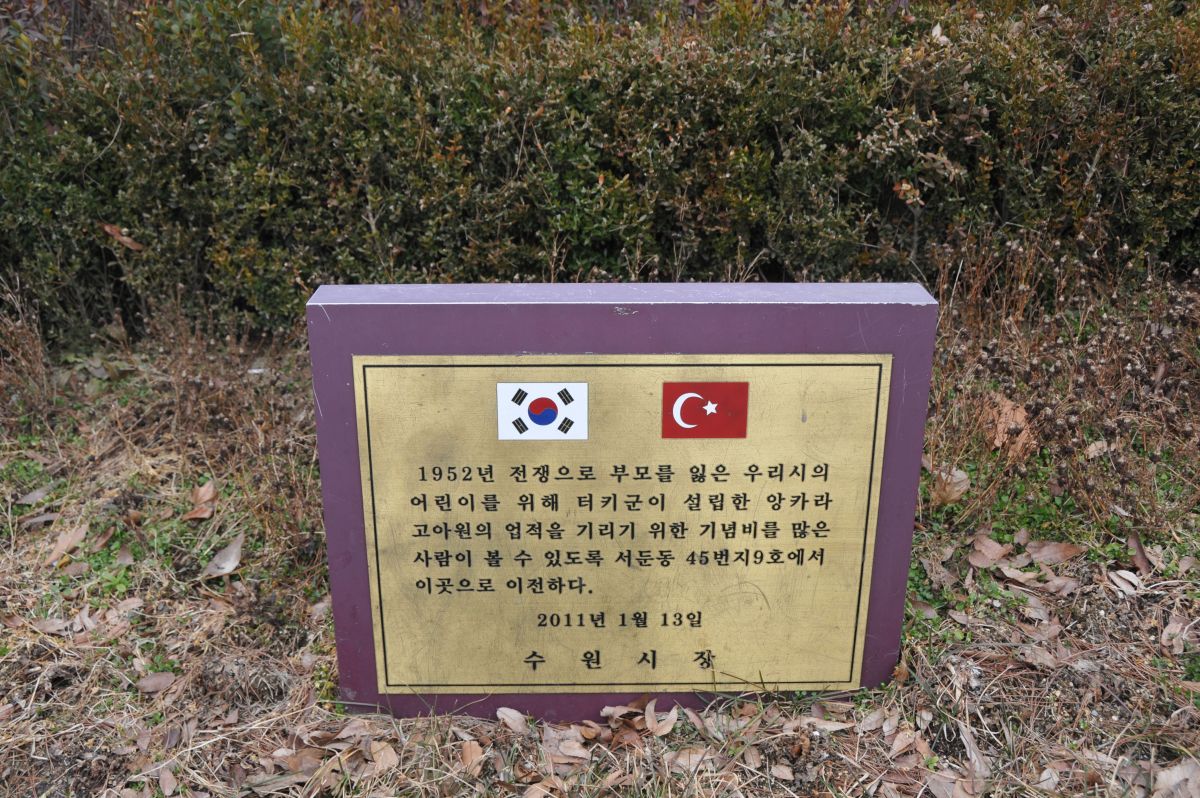 1952년 전쟁으로 부모를 잃은 우리시의
어린이를 위해 터키군이 설립한 앙카라
고아원의 업적을 기리기 위한 기념비를 많은
사람이 볼 수 있도록 서둔동 45번지9호에서
이곳으로 이전하다.
2011년 1월 13일
수 원 시 장